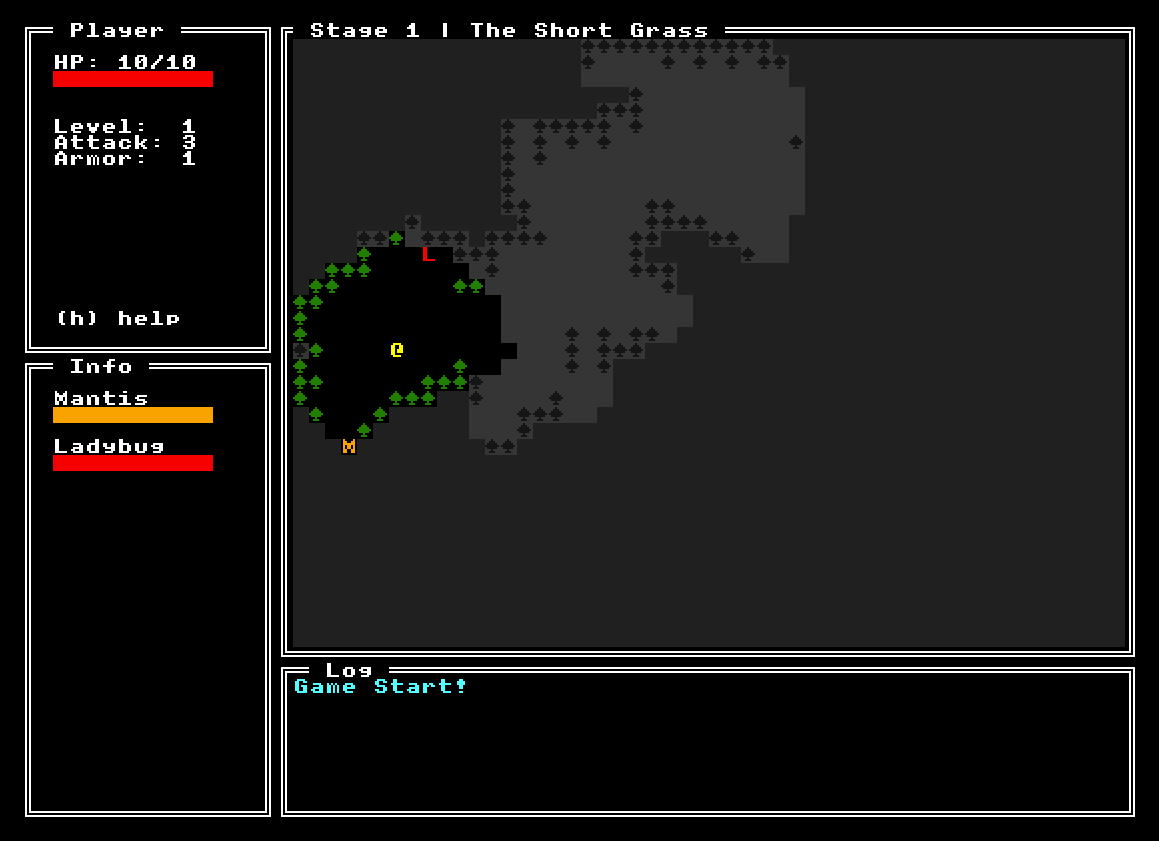 Player
HP: 10/10
Level: 1
Attack: 3
Armor: 1
(h) help
Info
Mantis
Ladybug
Stage 1 | The Short Grass
L
@
M
Log
Game Start!